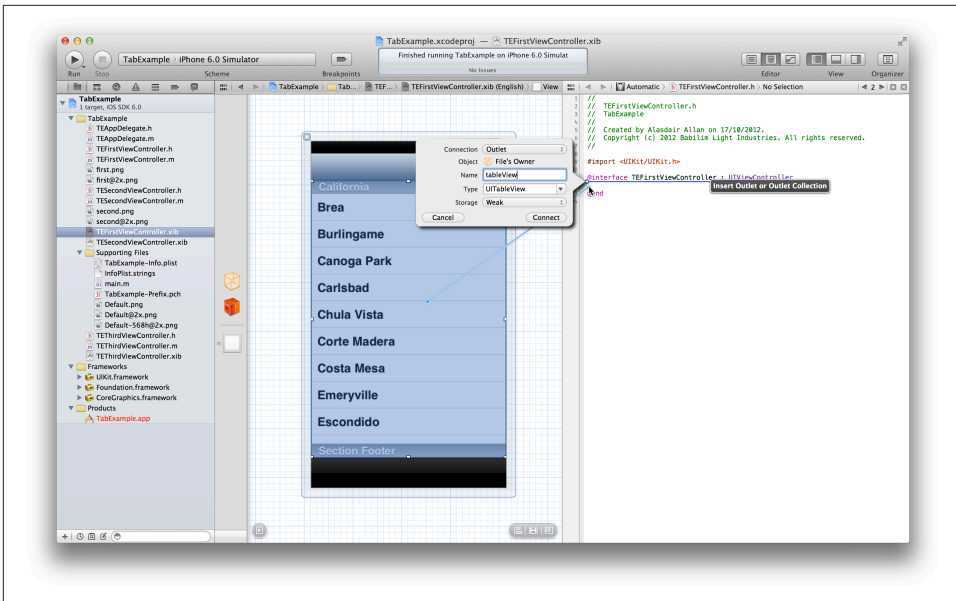 TabExample.xcodeproj — TEFirstViewController.xib
TabExample › iPhone 6.0 Simulator
Finished running TabExample on iPhone 6.0 Simulat
No Issues
Run Stop Scheme Breakpoints Editor View Organizer
TabExample › Tab... › TEF... › TEFirstViewController.xib (English) › View
Automatic › TEFirstViewController.h › No Selection
2
TabExample
1 target, iOS SDK 6.0
TabExample
TEAppDelegate.h
TEAppDelegate.m
TEFirstViewController.h
TEFirstViewController.m
first.png
first@2x.png
TESecondViewController.h
TESecondViewController.m
second.png
second@2x.png
TEFirstViewController.xib
TESecondViewController.xib
Supporting Files
TabExample-Info.plist
InfoPlist.strings
main.m
TabExample-Prefix.pch
Default.png
Default@2x.png
Default-568h@2x.png
TEThirdViewController.h
TEThirdViewController.m
TEThirdViewController.xib
Frameworks
UIKit.framework
Foundation.framework
CoreGraphics.framework
Products
TabExample.app
California
Brea
Burlingame
Canoga Park
Carlsbad
Chula Vista
Corte Madera
Costa Mesa
Emeryville
Escondido
Section Footer
Connection Outlet
Object File's Owner
Name tableView
Type UITableView
Storage Weak
Cancel Connect
//
// TEFirstViewController.h
// TabExample
//
// Created by Alasdair Allan on 17/10/2012.
// Copyright (c) 2012 Babilim Light Industries. All rights reserved.
//
#import <UIKit/UIKit.h>
@interface TEFirstViewController : UIViewController
Insert Outlet or Outlet Collection
@end